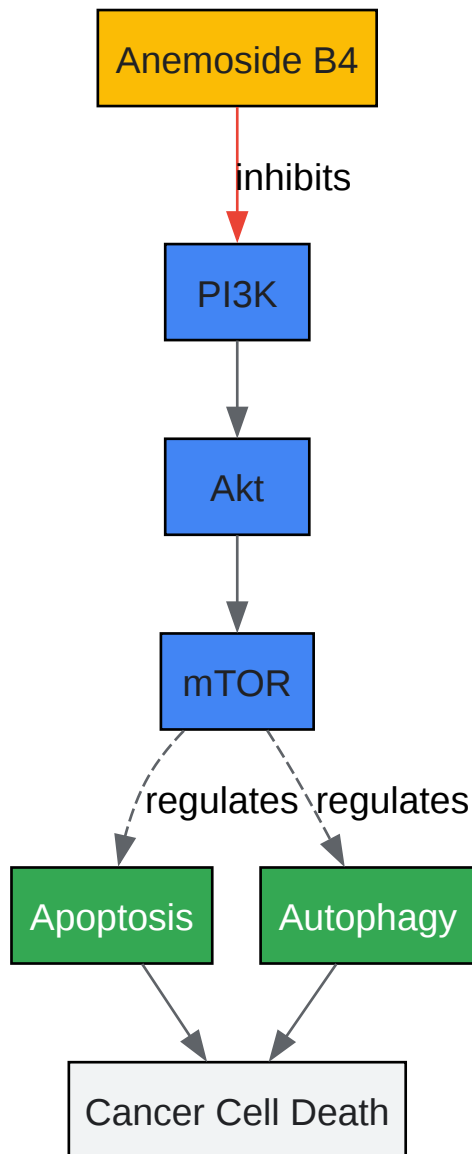 Anemoside B4
inhibits
PI3K
Akt
mTOR
regulates regulates
Apoptosis Autophagy
Cancer Cell Death